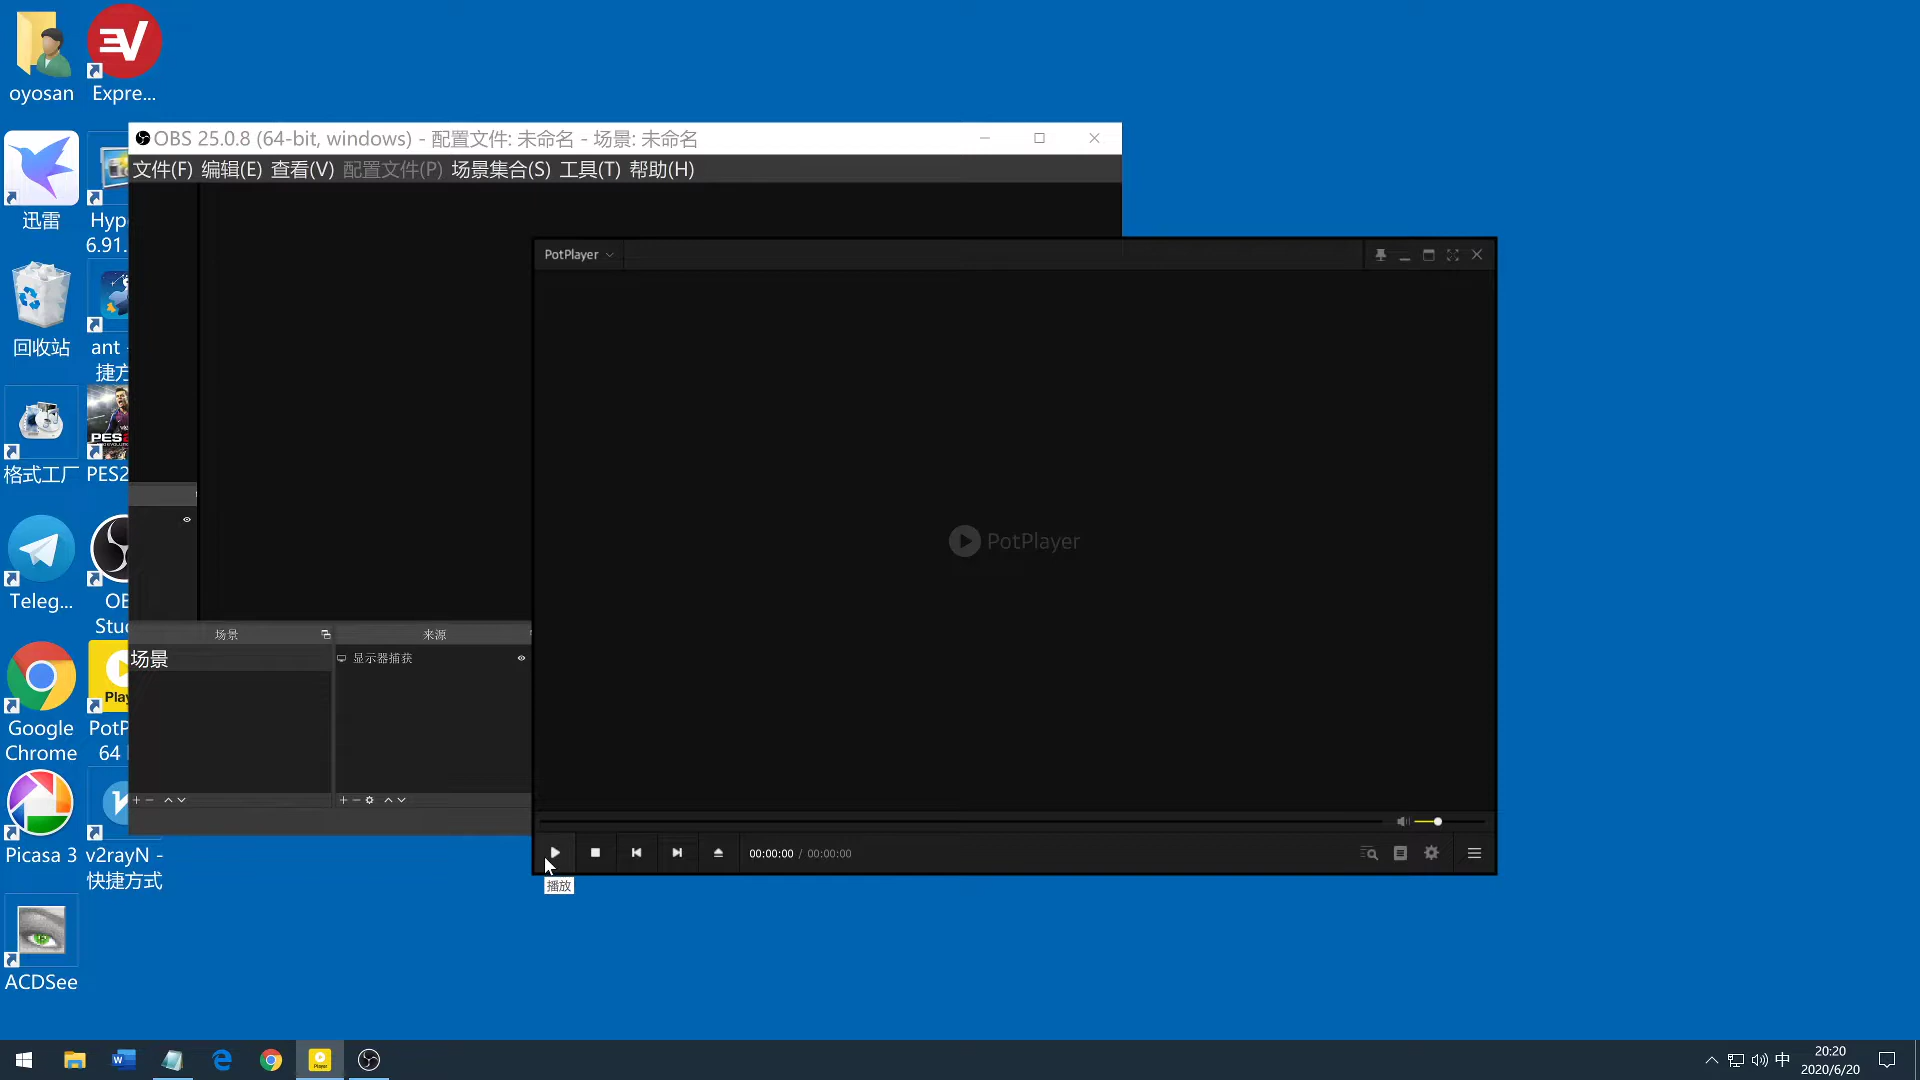 oyosan
Expre...
OBS 25.0.8 (64-bit, windows) - 配置文件: 未命名 - 场景: 未命名
文件(F) 编辑(E) 查看(V) 配置文件(P) 场景集合(S) 工具(T) 帮助(H)
迅雷
Hyp
6.91.
PotPlayer
回收站
ant -
捷方
PES2
格式工厂
PES2
PotPlayer
Teleg...
OB
Stud
场景
来源
场景
显示器捕获
Play
Google
Chrome
PotP
64
Picasa 3
v2rayN -
快捷方式
00:00:00 / 00:00:00
播放
ACDSee
中
20:20
2020/6/20